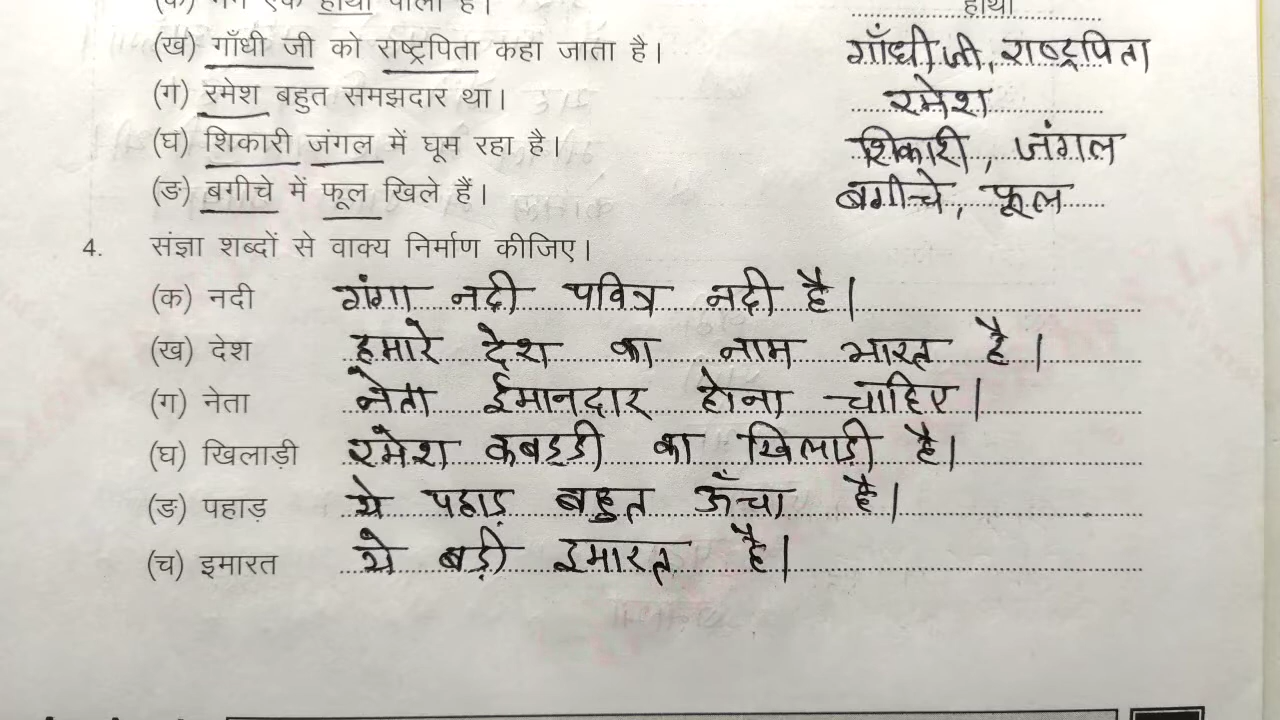 (क) एक हाथी वाला है। हाथी
(ख) गाँधी जी को राष्ट्रपिता कहा जाता है। गाँधी जी, राष्ट्रपिता
(ग) रमेश बहुत समझदार था। रमेश
(घ) शिकारी जंगल में घूम रहा है। शिकारी, जंगल
(ङ) बगीचे में फूल खिले हैं। बगीचे, फूल
4. संज्ञा शब्दों से वाक्य निर्माण कीजिए।
(क) नदी गंगा नदी पवित्र नदी है।
(ख) देश हमारे देश का नाम भारत है।
(ग) नेता नेता ईमानदार होना चाहिए।
(घ) खिलाड़ी रमेश कबड्डी का खिलाड़ी है।
(ङ) पहाड़ ये पहाड़ बहुत ऊँचा है।
(च) इमारत ये बड़ी इमारत है।